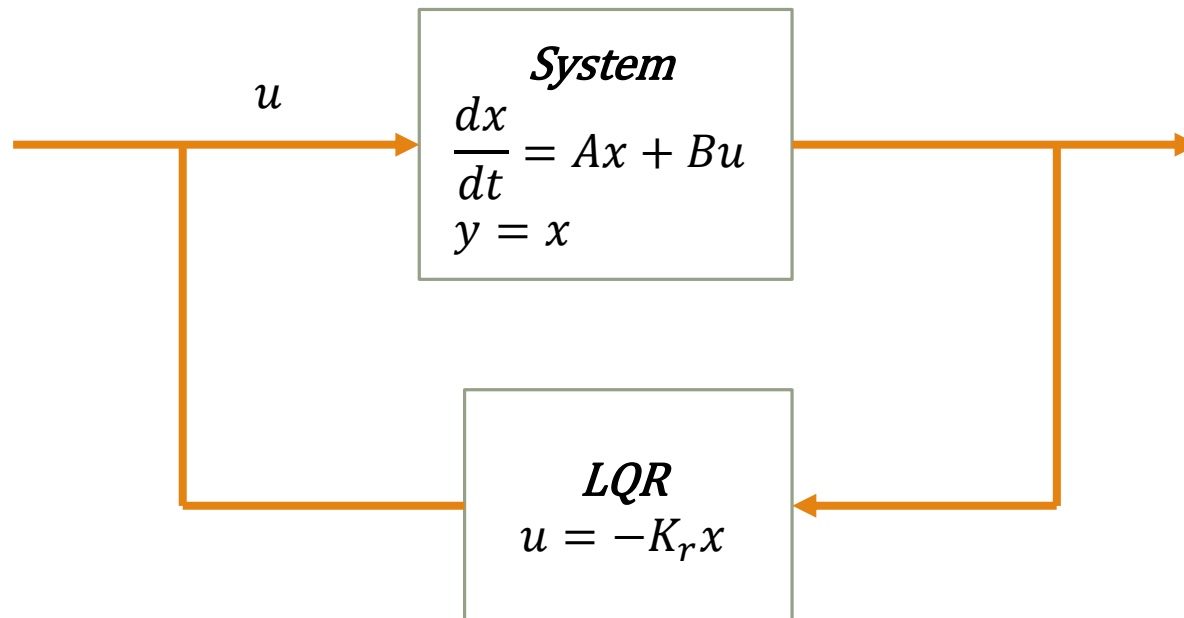 u
System
dx/dt = Ax + Bu
y = x
LQR
u = −K_r x